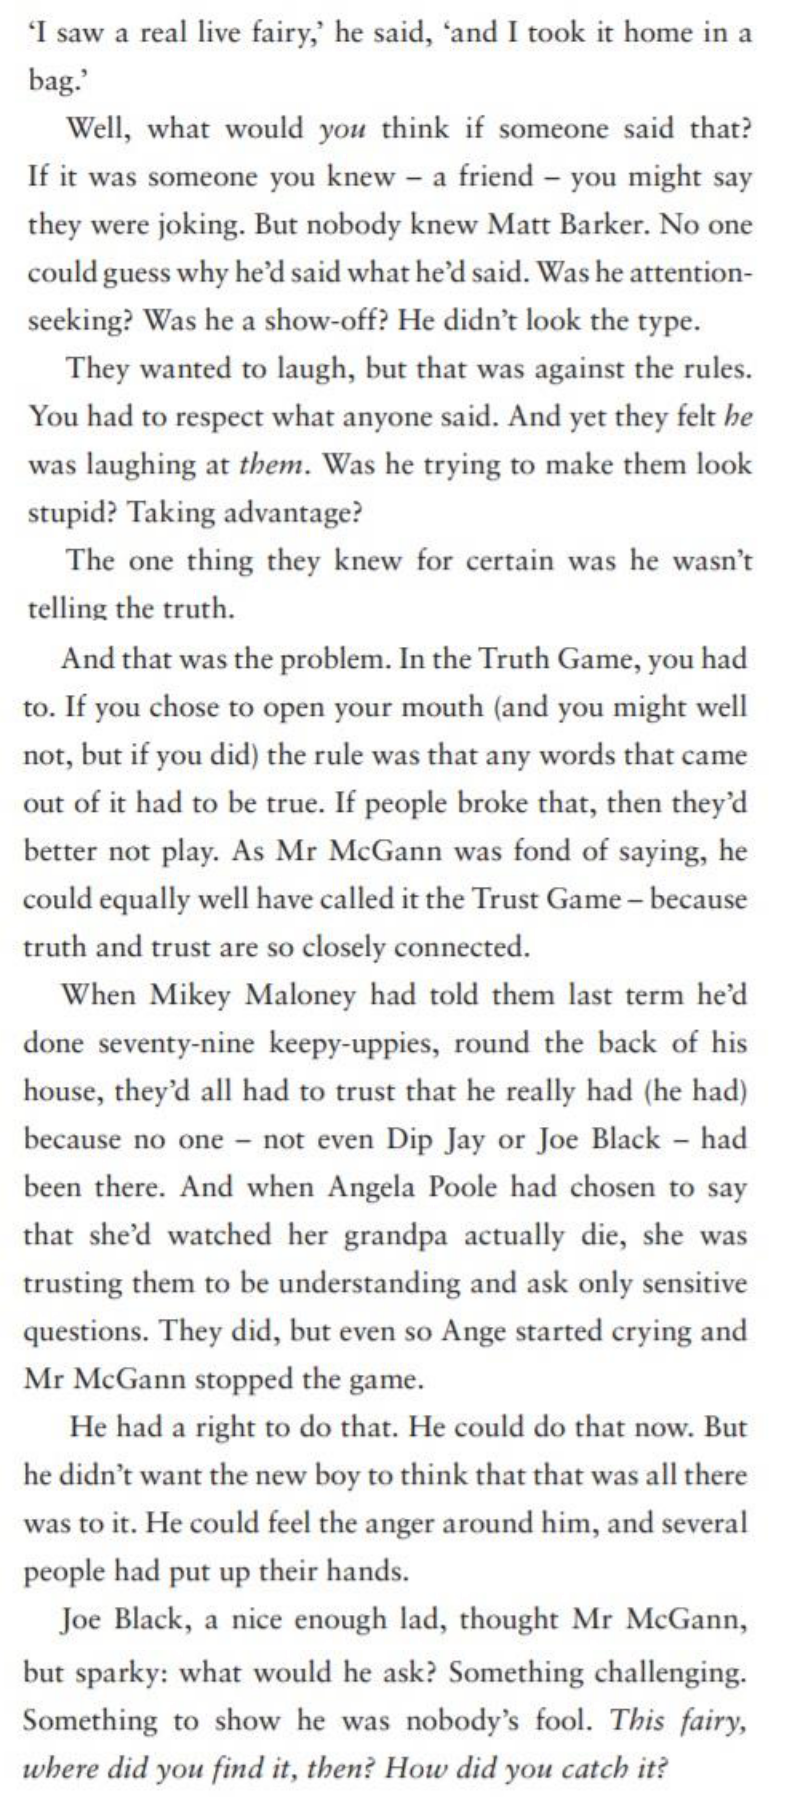 ‘I saw a real live fairy,’ he said, ‘and I took it home in a
bag.’
Well, what would you think if someone said that?
If it was someone you knew – a friend – you might say
they were joking. But nobody knew Matt Barker. No one
could guess why he’d said what he’d said. Was he attention-
seeking? Was he a show-off? He didn’t look the type.
They wanted to laugh, but that was against the rules.
You had to respect what anyone said. And yet they felt he
was laughing at them. Was he trying to make them look
stupid? Taking advantage?
The one thing they knew for certain was he wasn’t
telling the truth.
And that was the problem. In the Truth Game, you had
to. If you chose to open your mouth (and you might well
not, but if you did) the rule was that any words that came
out of it had to be true. If people broke that, then they’d
better not play. As Mr McGann was fond of saying, he
could equally well have called it the Trust Game – because
truth and trust are so closely connected.
When Mikey Maloney had told them last term he’d
done seventy-nine keepy-uppies, round the back of his
house, they’d all had to trust that he really had (he had)
because no one – not even Dip Jay or Joe Black – had
been there. And when Angela Poole had chosen to say
that she’d watched her grandpa actually die, she was
trusting them to be understanding and ask only sensitive
questions. They did, but even so Ange started crying and
Mr McGann stopped the game.
He had a right to do that. He could do that now. But
he didn’t want the new boy to think that that was all there
was to it. He could feel the anger around him, and several
people had put up their hands.
Joe Black, a nice enough lad, thought Mr McGann,
but sparky: what would he ask? Something challenging.
Something to show he was nobody’s fool. This fairy,
where did you find it, then? How did you catch it?